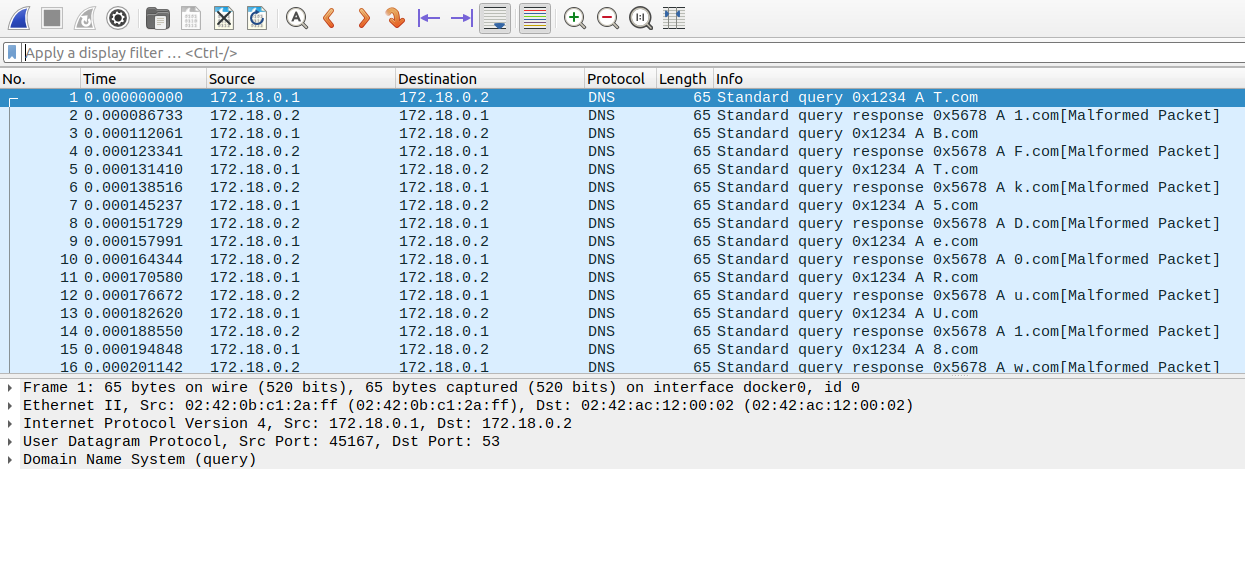 Apply a display filter … <Ctrl-/>
No. Time Source Destination Protocol Length Info
1 0.000000000 172.18.0.1 172.18.0.2 DNS 65 Standard query 0x1234 A T.com
2 0.000086733 172.18.0.2 172.18.0.1 DNS 65 Standard query response 0x5678 A 1.com[Malformed Packet]
3 0.000112061 172.18.0.1 172.18.0.2 DNS 65 Standard query 0x1234 A B.com
4 0.000123341 172.18.0.2 172.18.0.1 DNS 65 Standard query response 0x5678 A F.com[Malformed Packet]
5 0.000131410 172.18.0.1 172.18.0.2 DNS 65 Standard query 0x1234 A T.com
6 0.000138516 172.18.0.2 172.18.0.1 DNS 65 Standard query response 0x5678 A k.com[Malformed Packet]
7 0.000145237 172.18.0.1 172.18.0.2 DNS 65 Standard query 0x1234 A 5.com
8 0.000151729 172.18.0.2 172.18.0.1 DNS 65 Standard query response 0x5678 A D.com[Malformed Packet]
9 0.000157991 172.18.0.1 172.18.0.2 DNS 65 Standard query 0x1234 A e.com
10 0.000164344 172.18.0.2 172.18.0.1 DNS 65 Standard query response 0x5678 A 0.com[Malformed Packet]
11 0.000170580 172.18.0.1 172.18.0.2 DNS 65 Standard query 0x1234 A R.com
12 0.000176672 172.18.0.2 172.18.0.1 DNS 65 Standard query response 0x5678 A u.com[Malformed Packet]
13 0.000182620 172.18.0.1 172.18.0.2 DNS 65 Standard query 0x1234 A U.com
14 0.000188550 172.18.0.2 172.18.0.1 DNS 65 Standard query response 0x5678 A 1.com[Malformed Packet]
15 0.000194848 172.18.0.1 172.18.0.2 DNS 65 Standard query 0x1234 A 8.com
16 0.000201142 172.18.0.2 172.18.0.1 DNS 65 Standard query response 0x5678 A w.com[Malformed Packet]
Frame 1: 65 bytes on wire (520 bits), 65 bytes captured (520 bits) on interface docker0, id 0
Ethernet II, Src: 02:42:0b:c1:2a:ff (02:42:0b:c1:2a:ff), Dst: 02:42:ac:12:00:02 (02:42:ac:12:00:02)
Internet Protocol Version 4, Src: 172.18.0.1, Dst: 172.18.0.2
User Datagram Protocol, Src Port: 45167, Dst Port: 53
Domain Name System (query)